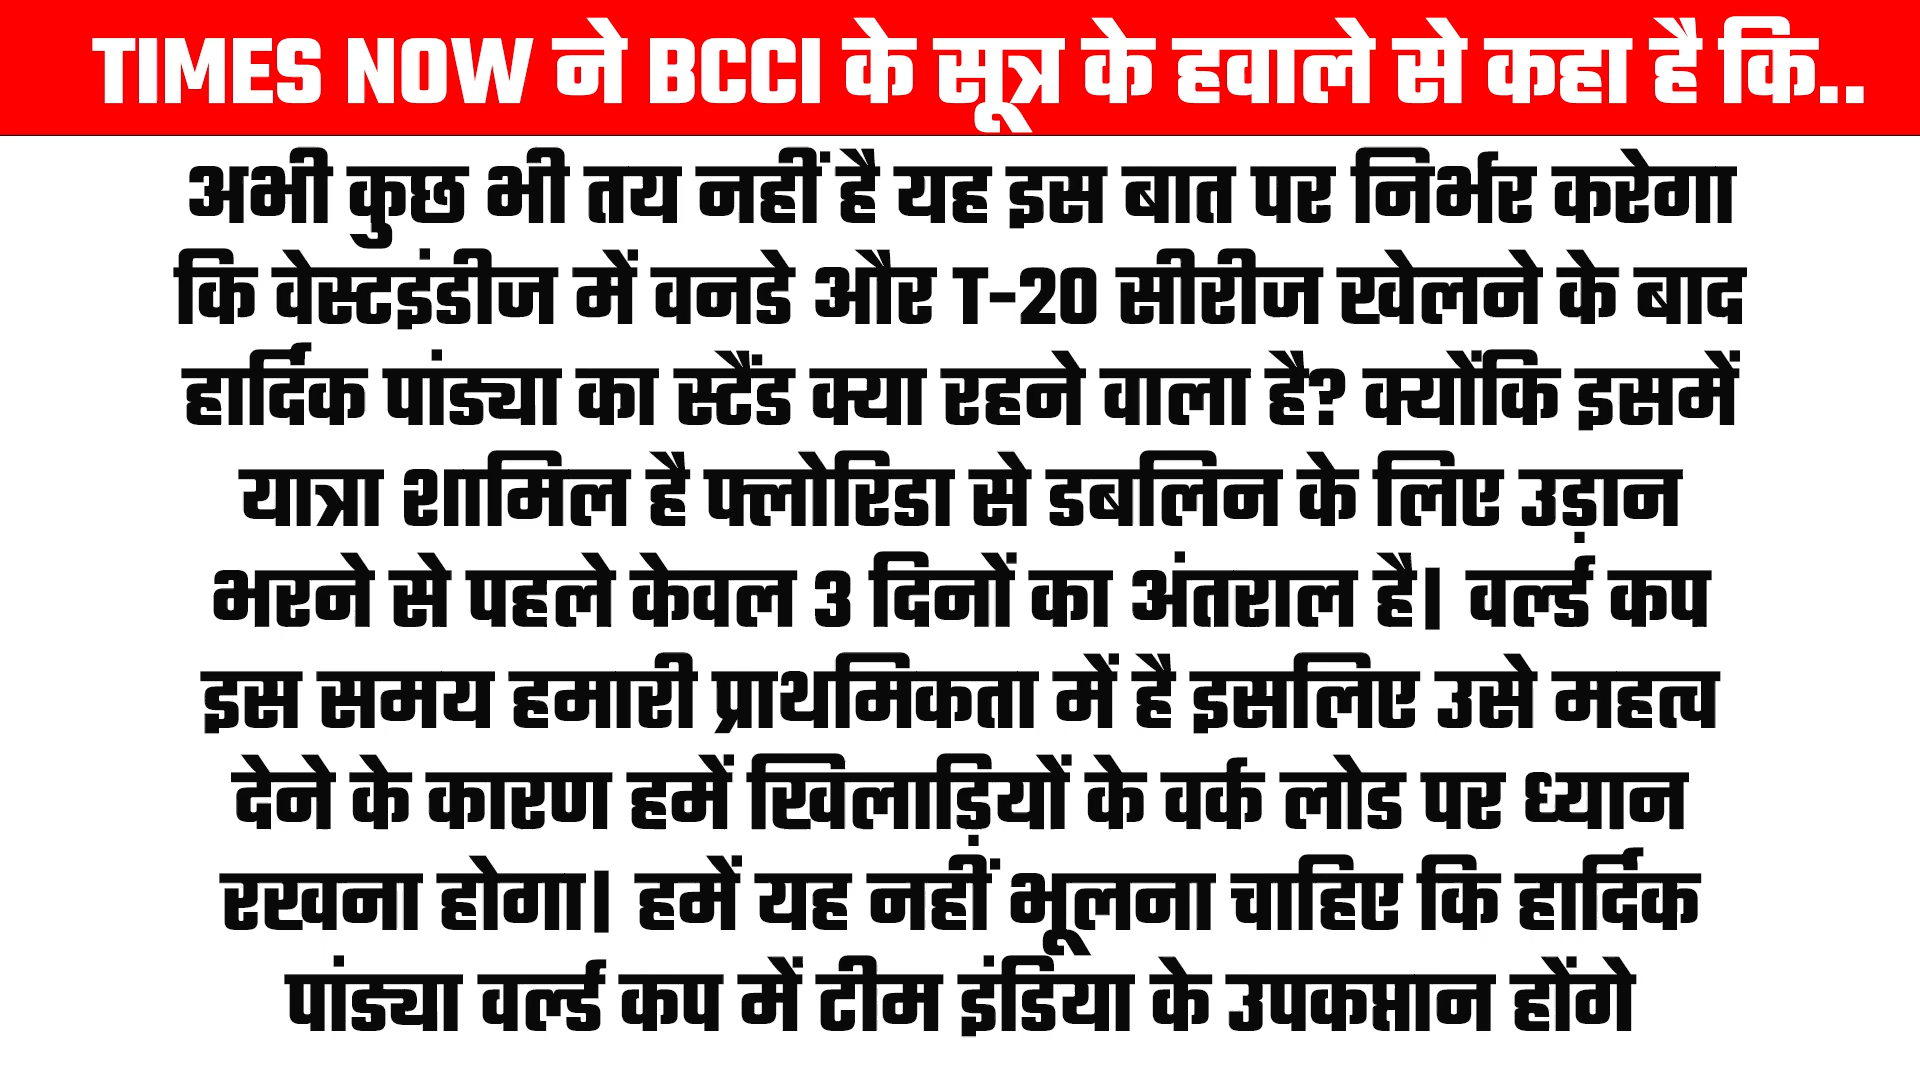 TIMES NOW ने BCCI के सूत्र के हवाले से कहा है कि..
अभी कुछ भी तय नहीं है यह इस बात पर निर्भर करेगा
कि वेस्टइंडीज में वनडे और T-20 सीरीज खेलने के बाद
हार्दिक पांड्या का स्टैंड क्या रहने वाला है? क्योंकि इसमें
यात्रा शामिल है फ्लोरिडा से डबलिन के लिए उड़ान
भरने से पहले केवल 3 दिनों का अंतराल है। वर्ल्ड कप
इस समय हमारी प्राथमिकता में है इसलिए उसे महत्व
देने के कारण हमें खिलाड़ियों के वर्क लोड पर ध्यान
रखना होगा। हमें यह नहीं भूलना चाहिए कि हार्दिक
पांड्या वर्ल्ड कप में टीम इंडिया के उपकप्तान होंगे